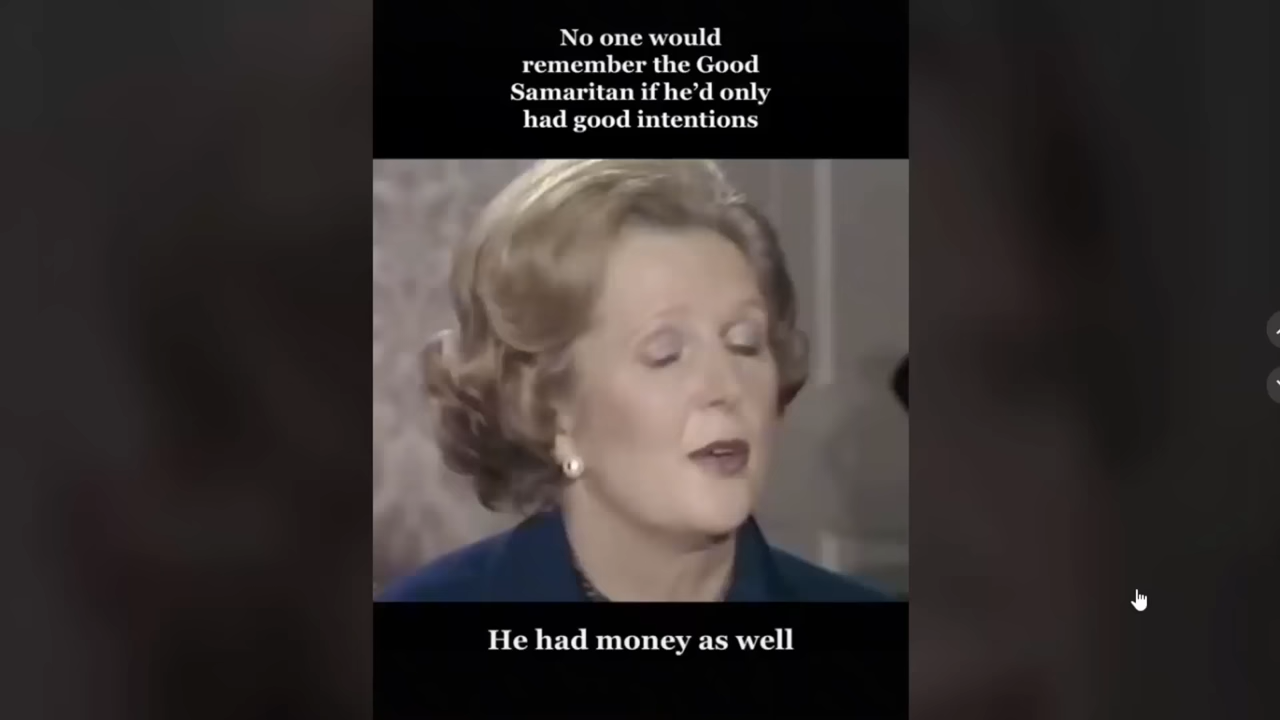 No one would
remember the Good
Samaritan if he’d only
had good intentions
He had money as well